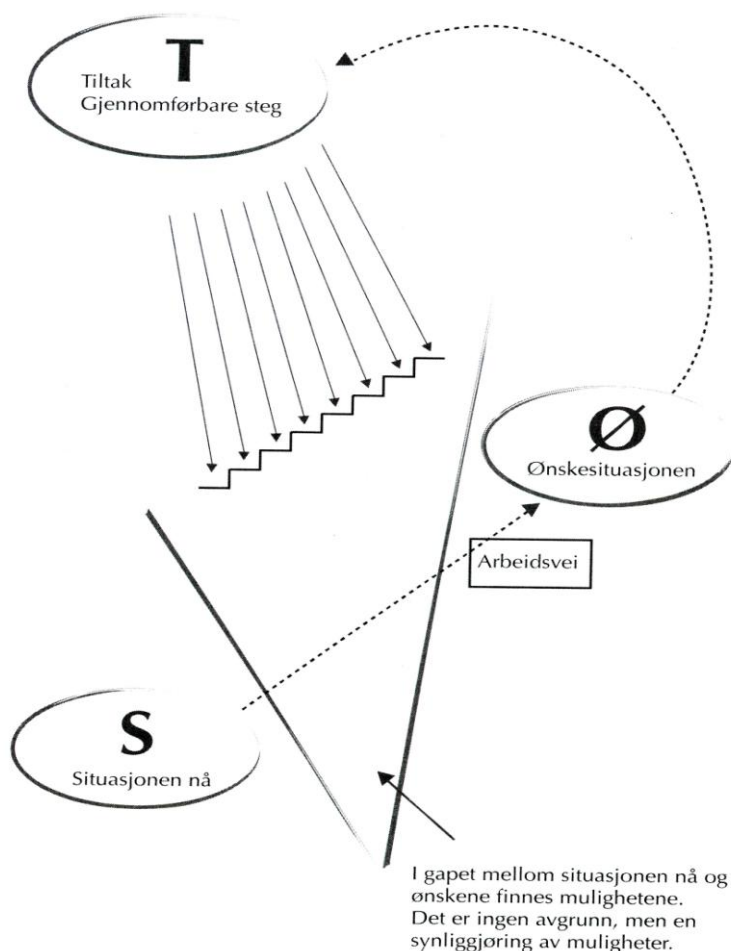 T
Tiltak
Gjennomførbare steg
Ø
Ønskesituasjonen
Arbeidsvei
S
Situasjonen nå
I gapet mellom situasjonen nå og
ønskene finnes mulighetene.
Det er ingen avgrunn, men en
synliggjøring av muligheter.